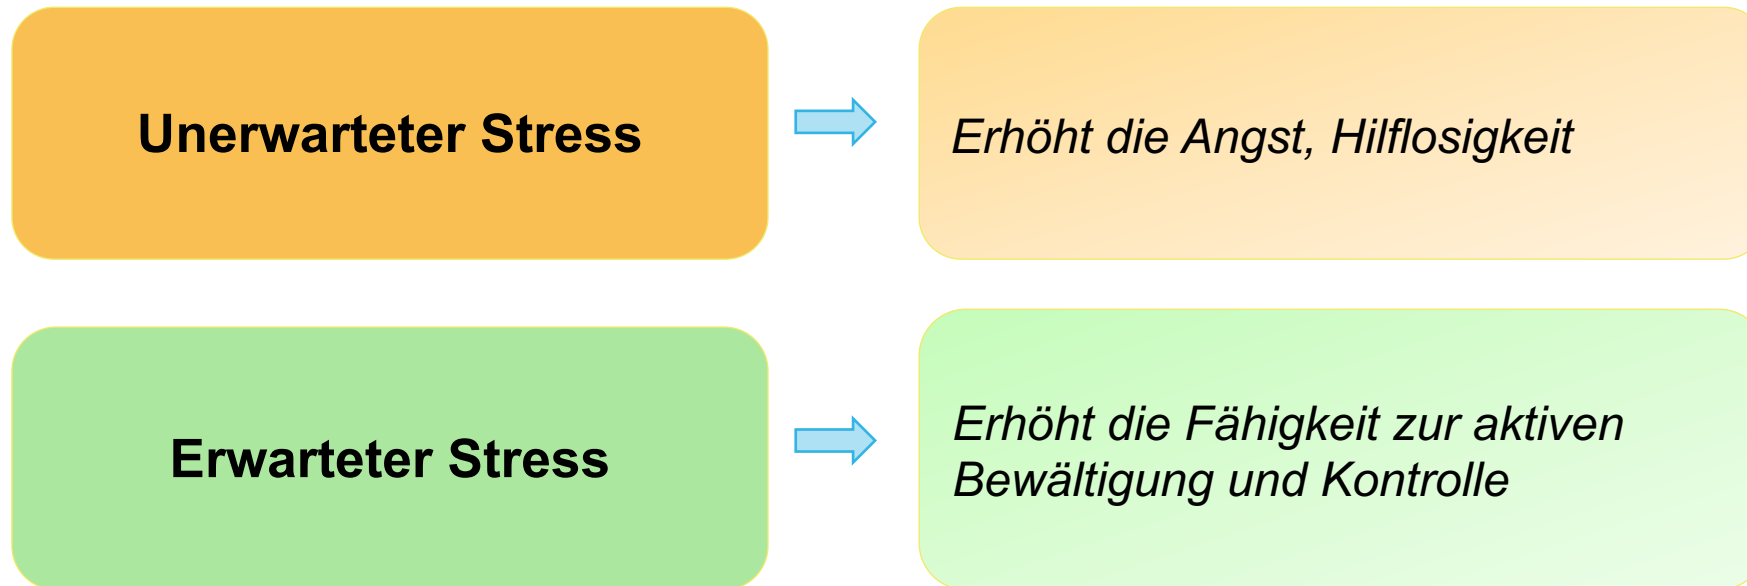 Unerwarteter Stress
Erhöht die Angst, Hilflosigkeit
Erwarteter Stress
Erhöht die Fähigkeit zur aktiven
Bewältigung und Kontrolle